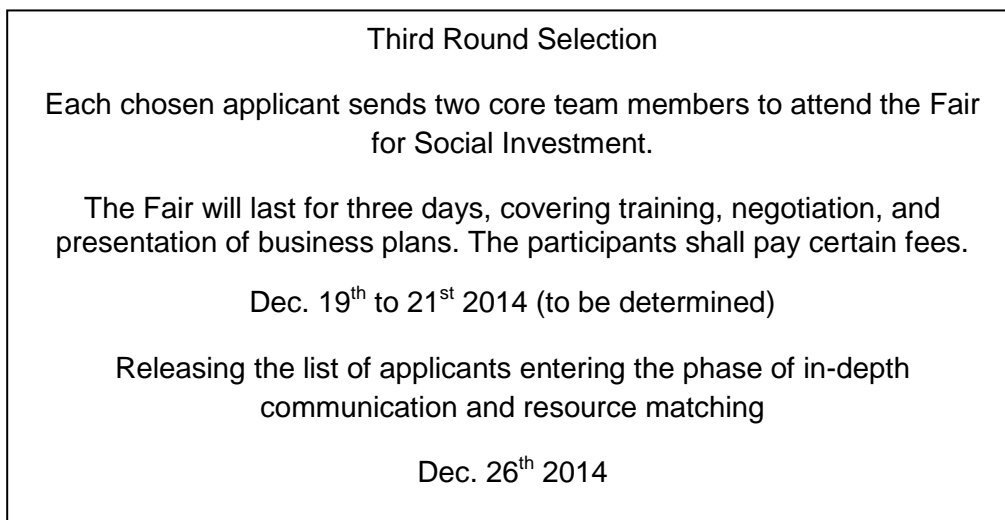 Third Round Selection
Each chosen applicant sends two core team members to attend the Fair
for Social Investment.
The Fair will last for three days, covering training, negotiation, and
presentation of business plans. The participants shall pay certain fees.
Dec. 19th to 21st 2014 (to be determined)
Releasing the list of applicants entering the phase of in-depth
communication and resource matching
Dec. 26th 2014